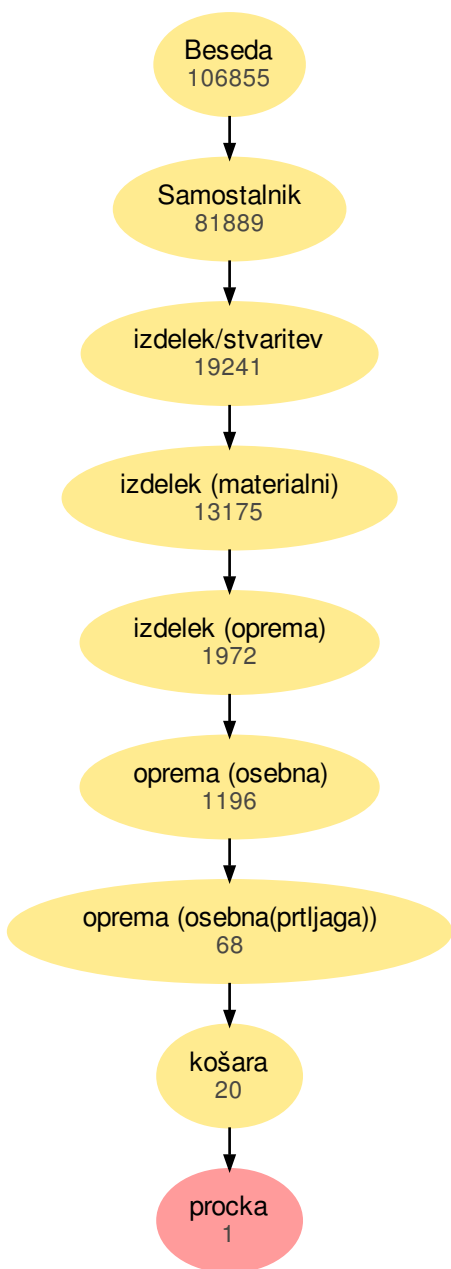 Beseda
106855
Samostalnik
81889
izdelek/stvaritev
19241
izdelek (materialni)
13175
izdelek (oprema)
1972
oprema (osebna)
1196
oprema (osebna(prtljaga))
68
košara
20
procka
1